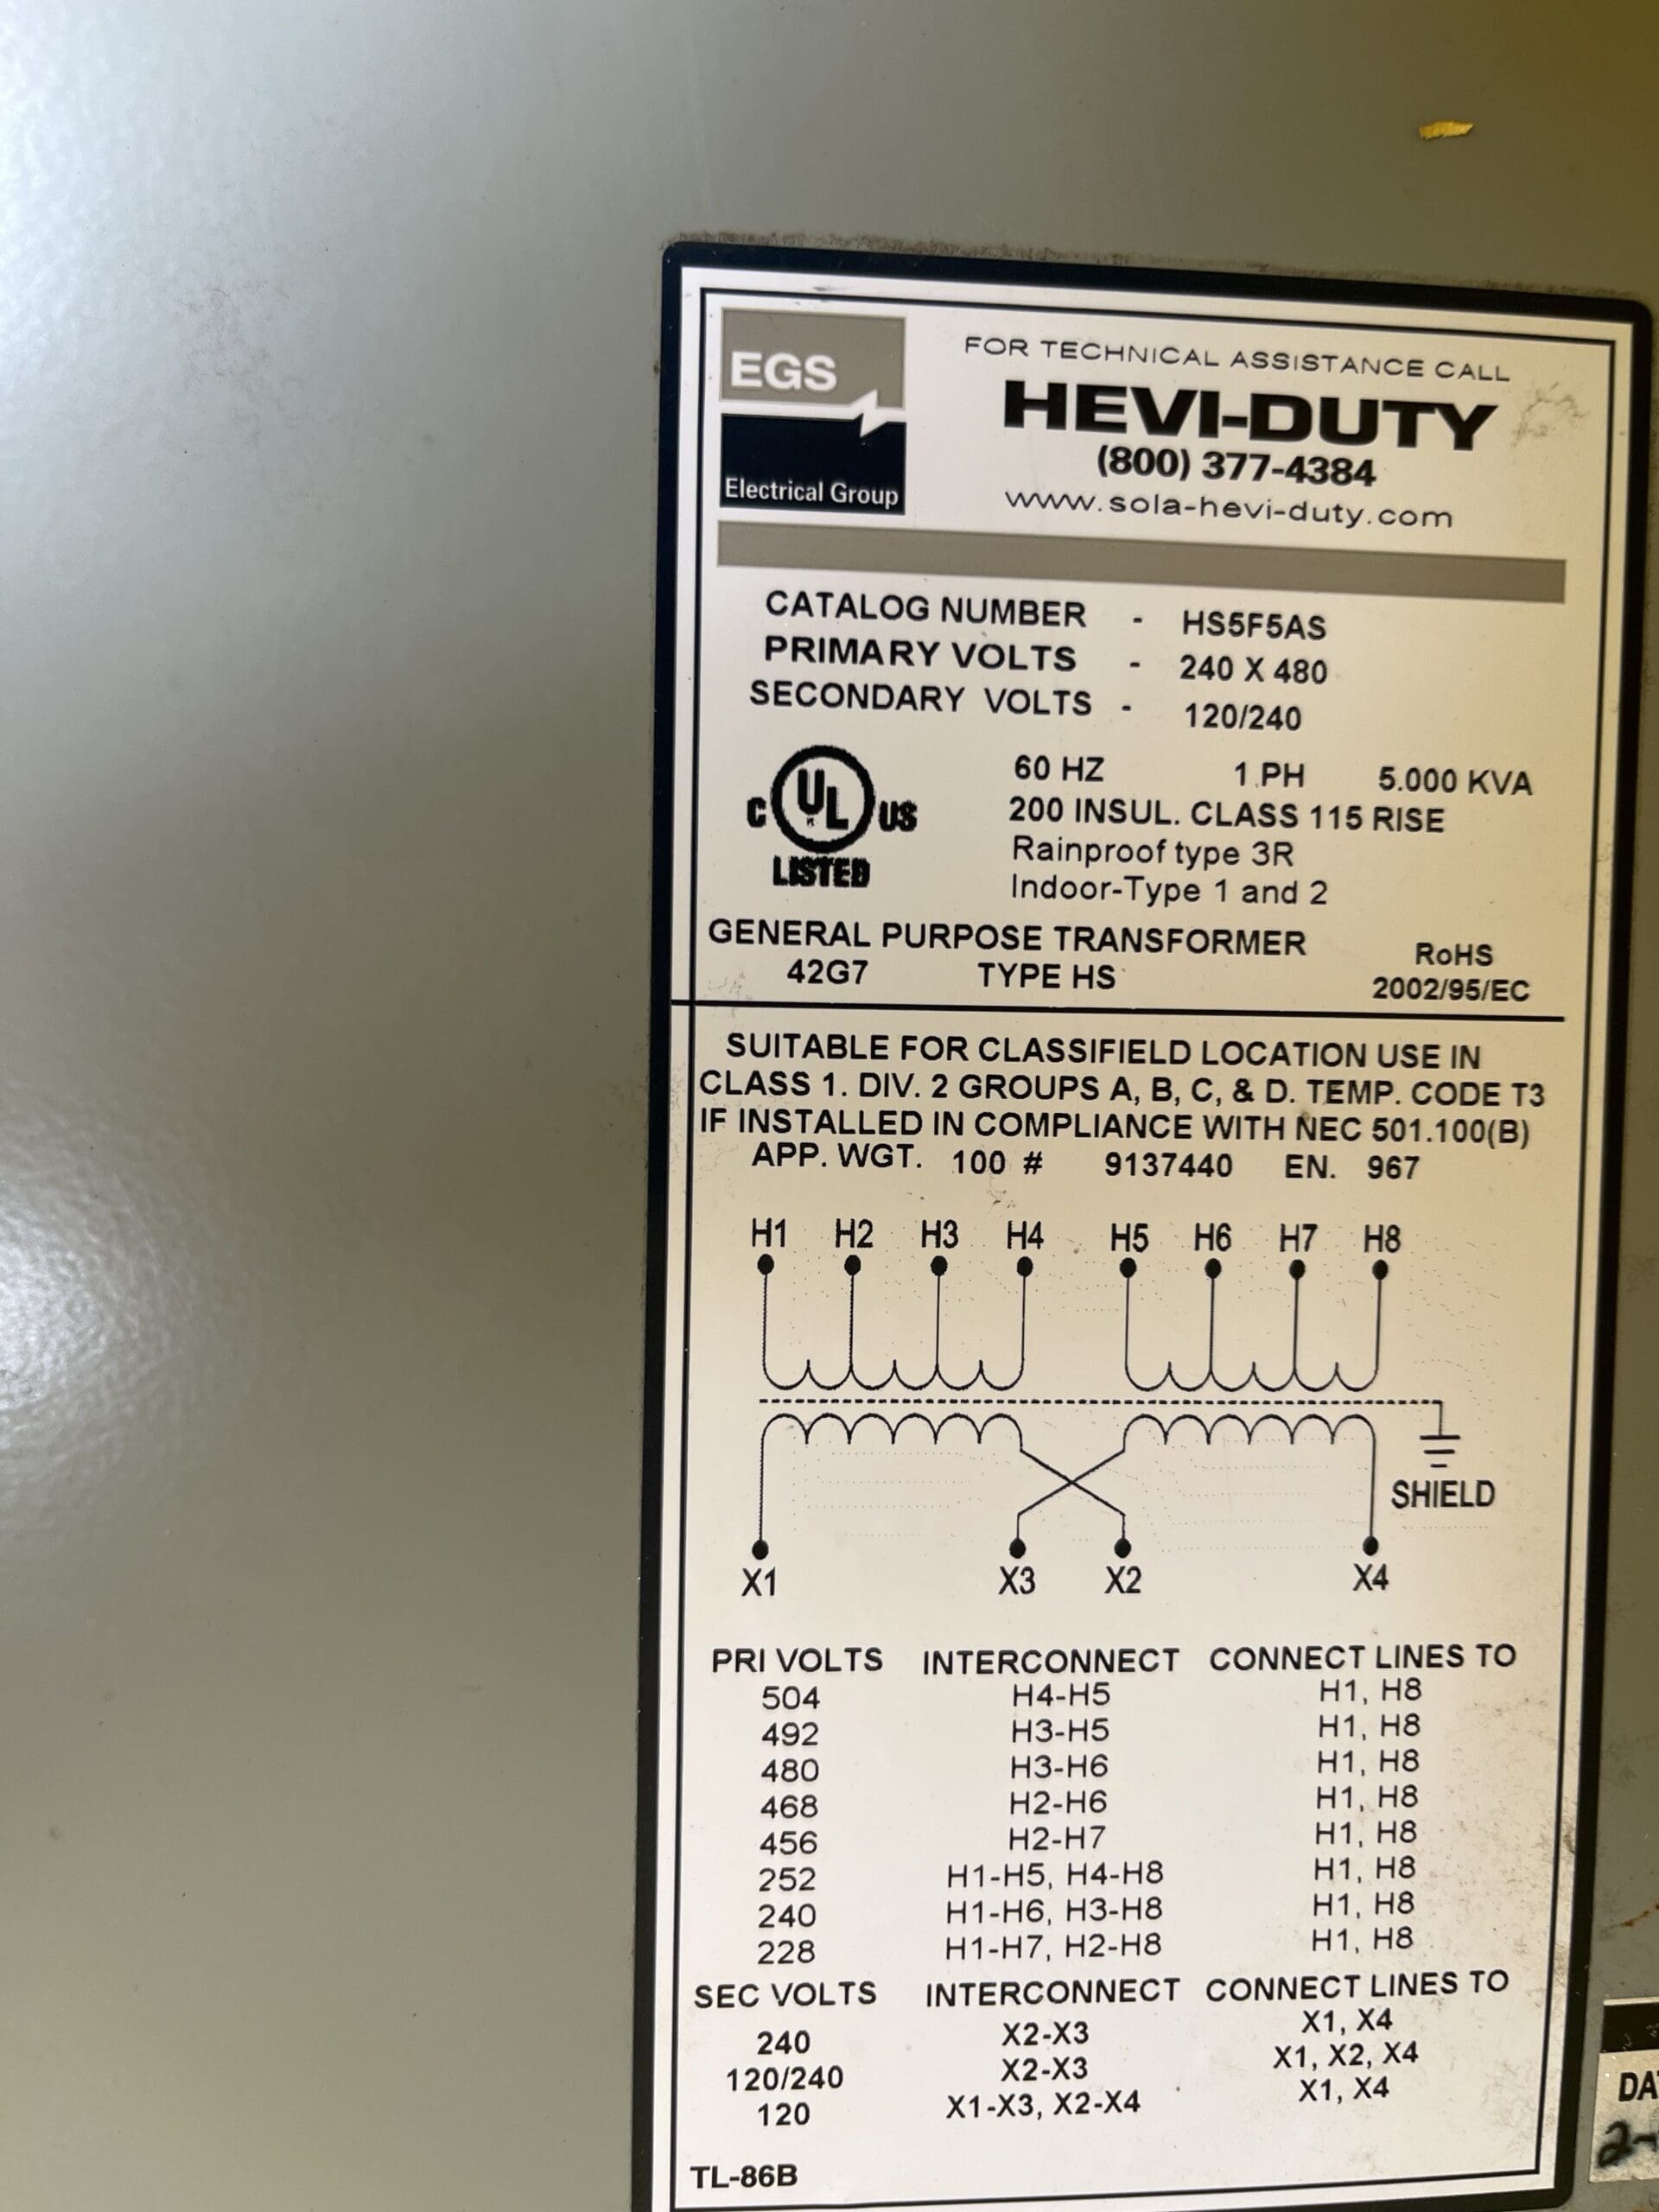 EGS
Electrical Group
FOR TECHNICAL ASSISTANCE CALL
HEVI-DUTY
(800) 377-4384
www.sola-hevi-duty.com
CATALOG NUMBER - HS5F5AS
PRIMARY VOLTS - 240 X 480
SECONDARY VOLTS - 120/240
C UL US
LISTED
60 HZ 1 PH 5.000 KVA
200 INSUL. CLASS 115 RISE
Rainproof type 3R
Indoor-Type 1 and 2
GENERAL PURPOSE TRANSFORMER
42G7 TYPE HS
RoHS
2002/95/EC
SUITABLE FOR CLASSIFIELD LOCATION USE IN
CLASS 1. DIV. 2 GROUPS A, B, C, & D. TEMP. CODE T3
IF INSTALLED IN COMPLIANCE WITH NEC 501.100(B)
APP. WGT. 100 # 9137440 EN. 967
H1 H2 H3 H4 H5 H6 H7 H8
SHIELD
X1 X3 X2 X4
PRI VOLTS INTERCONNECT CONNECT LINES TO
504 H4-H5 H1, H8
492 H3-H5 H1, H8
480 H3-H6 H1, H8
468 H2-H6 H1, H8
456 H2-H7 H1, H8
252 H1-H5, H4-H8 H1, H8
240 H1-H6, H3-H8 H1, H8
228 H1-H7, H2-H8 H1, H8
SEC VOLTS INTERCONNECT CONNECT LINES TO
240 X2-X3 X1, X4
120/240 X2-X3 X1, X2, X4
120 X1-X3, X2-X4 X1, X4
TL-86B